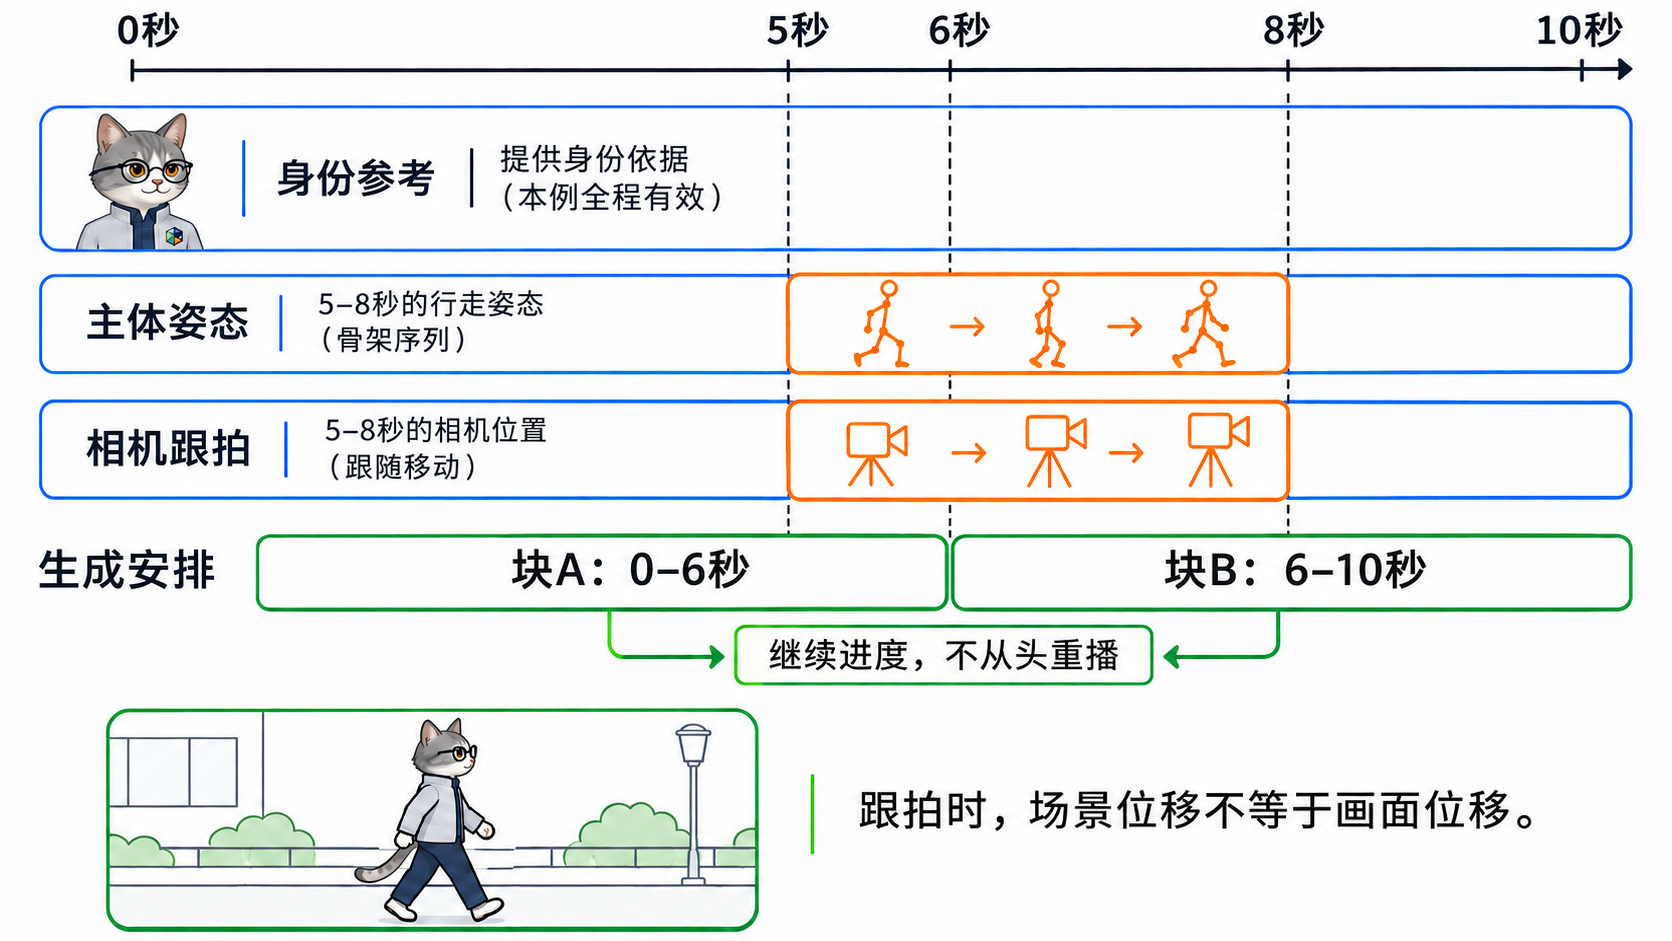 0秒 5秒 6秒 8秒 10秒
身份参考
提供身份依据
（本例全程有效）
主体姿态
5–8秒的行走姿态
（骨架序列）
相机跟拍
5–8秒的相机位置
（跟随移动）
生成安排
块A：0–6秒
块B：6–10秒
继续进度，不从头重播
跟拍时，场景位移不等于画面位移。